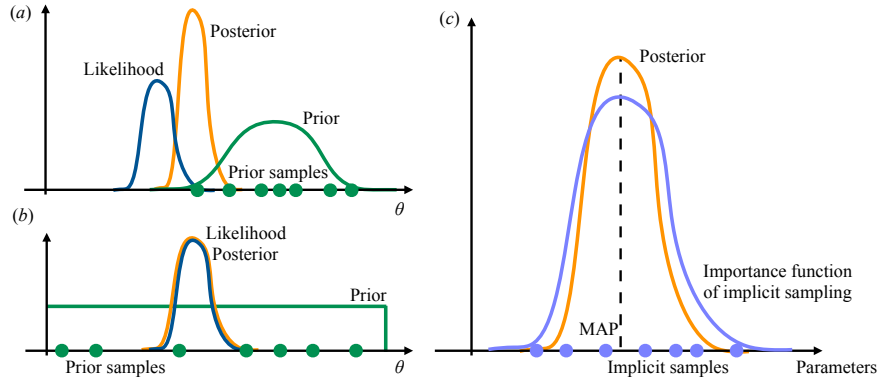 (a)
Posterior
Likelihood
Prior
Prior samples
θ
(b)
Likelihood
Posterior
Prior
Prior samples
θ
(c)
Posterior
Importance function
of implicit sampling
MAP
Implicit samples
Parameters